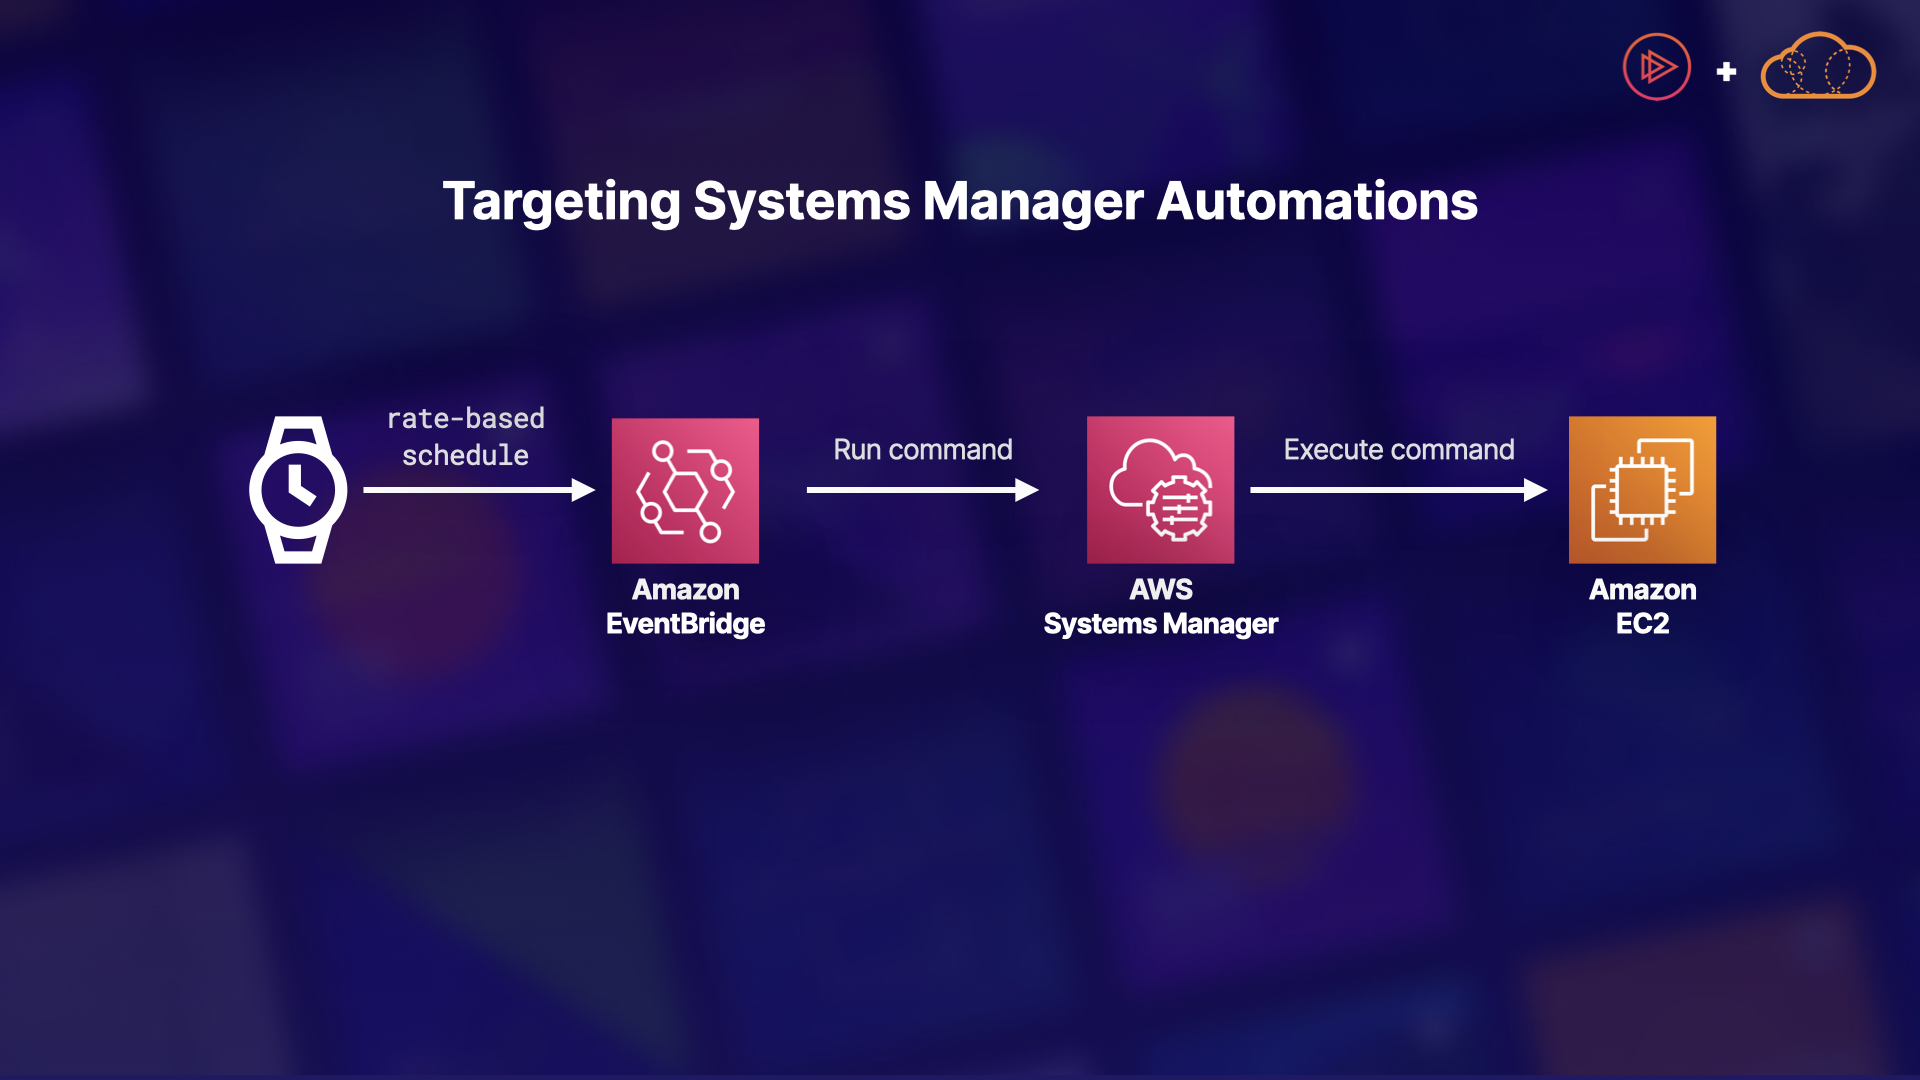 Targeting Systems Manager Automations
rate-based
schedule
Run command
Execute command
Amazon
EventBridge
AWS
Systems Manager
Amazon
EC2